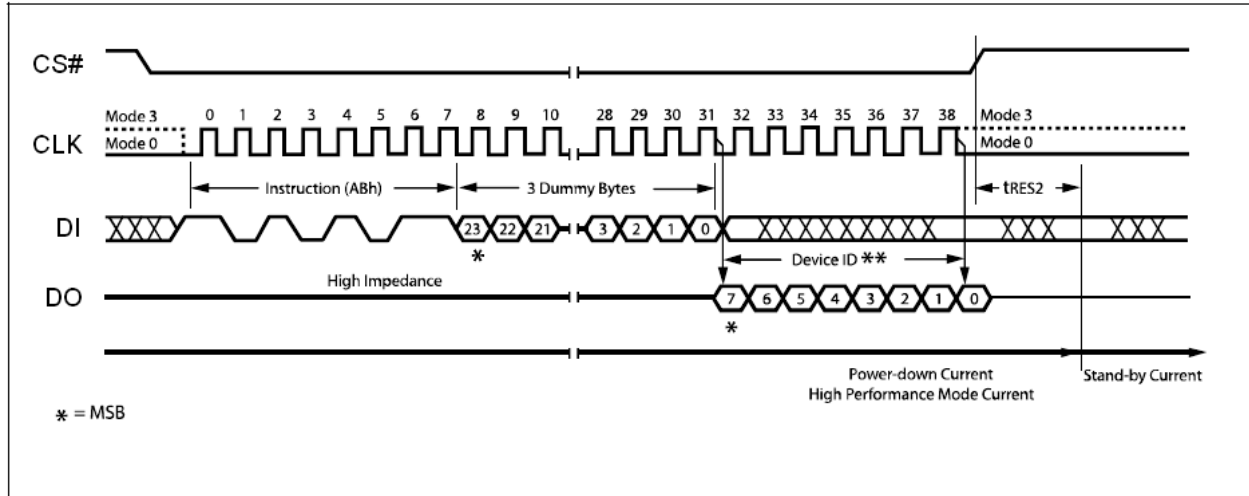 CS#
Mode 3 0 1 2 3 4 5 6 7 8 9 10 28 29 30 31 32 33 34 35 36 37 38 Mode 3
CLK Mode 0 Mode 0
Instruction (ABh) 3 Dummy Bytes tRES2
DI 23 22 21 3 2 1 0
* Device ID **
High Impedance
DO 7 6 5 4 3 2 1 0
*
Power-down Current Stand-by Current
High Performance Mode Current
* = MSB